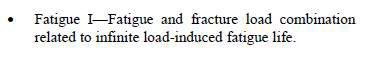 • Fatigue I—Fatigue and fracture load combination
related to infinite load-induced fatigue life.